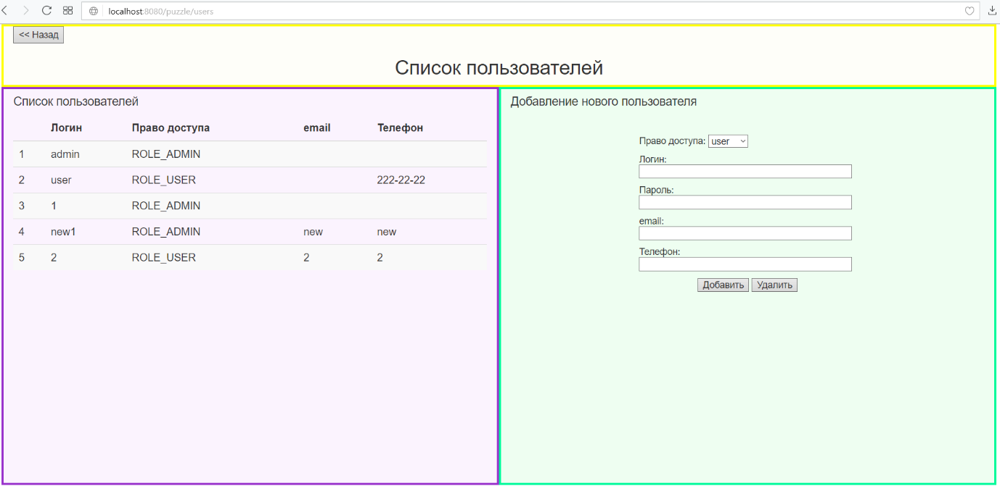 localhost:8080/puzzle/users
<< Назад
Список пользователей
Список пользователей
Логин Право доступа email Телефон
1 admin ROLE_ADMIN
2 user ROLE_USER 222-22-22
3 1 ROLE_ADMIN
4 new1 ROLE_ADMIN new new
5 2 ROLE_USER 2 2
Добавление нового пользователя
Право доступа: user
Логин:
Пароль:
email:
Телефон:
Добавить Удалить